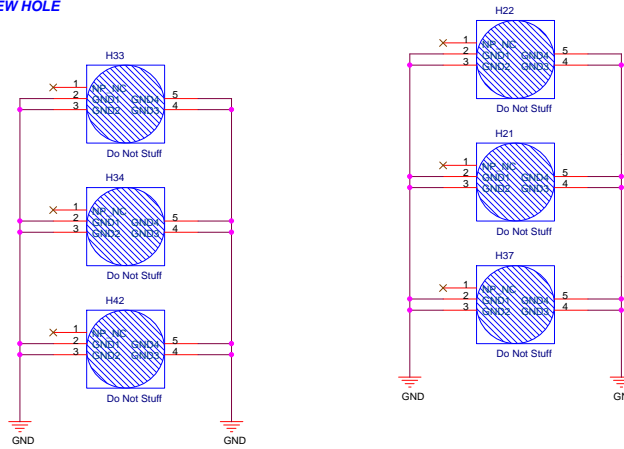 EW HOLE
H33
1 NP_NC
2 GND1 GND4 5
3 GND2 GND3 4
Do Not Stuff
H34
1 NP_NC
2 GND1 GND4 5
3 GND2 GND3 4
Do Not Stuff
H42
1 NP_NC
2 GND1 GND4 5
3 GND2 GND3 4
Do Not Stuff
GND GND
H22
1 NP_NC
2 GND1 GND4 5
3 GND2 GND3 4
Do Not Stuff
H21
1 NP_NC
2 GND1 GND4 5
3 GND2 GND3 4
Do Not Stuff
H37
1 NP_NC
2 GND1 GND4 5
3 GND2 GND3 4
Do Not Stuff
GND